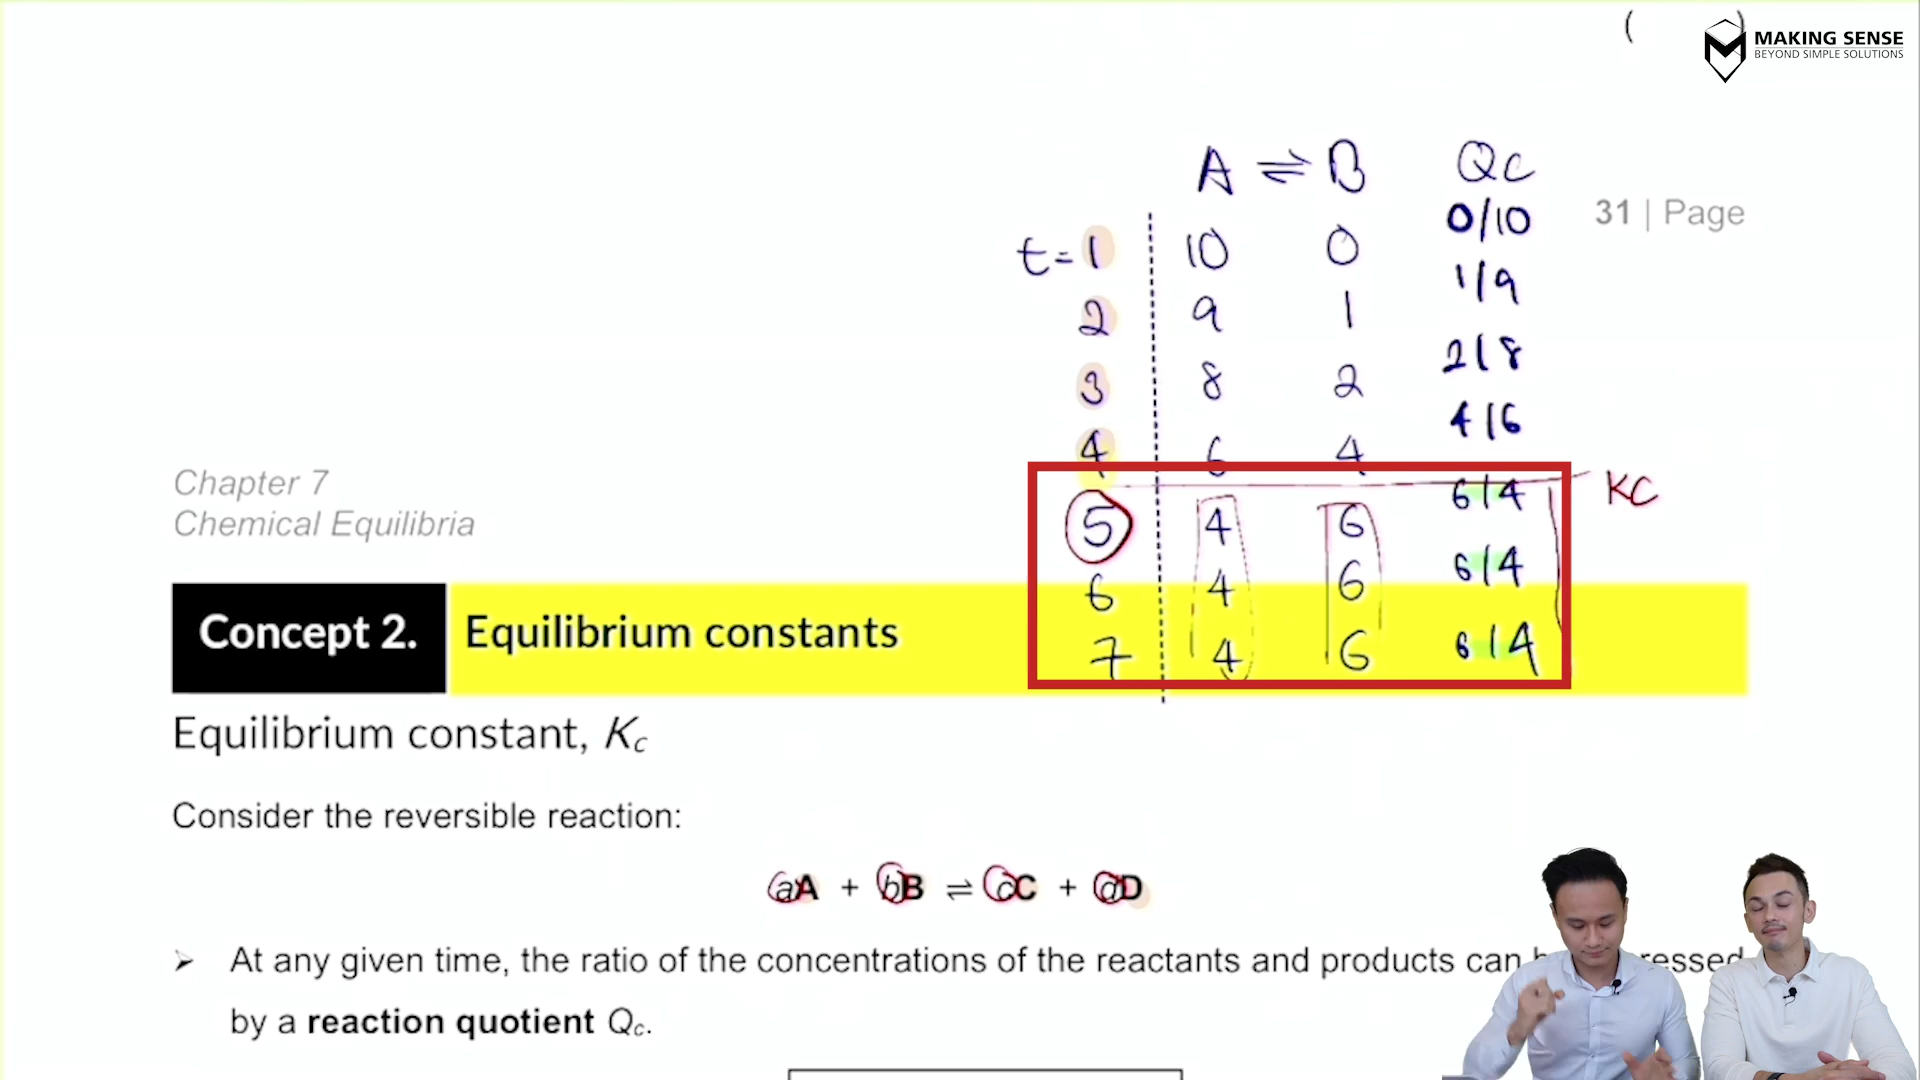 ( )
MAKING SENSE
BEYOND SIMPLE SOLUTIONS
A ⇌ B Qc
31 | Page
t=1 10 0 0/10
2 9 1 1/9
3 8 2 2/8
4 6 4 4/6
Kc
5 4 6 6/4
6 4 6 6/4
7 4 6 6/4
Chapter 7
Chemical Equilibria
Concept 2. Equilibrium constants
Equilibrium constant, Kc
Consider the reversible reaction:
aA + bB ⇌ cC + dD
➢ At any given time, the ratio of the concentrations of the reactants and products can
by a reaction quotient Qc.